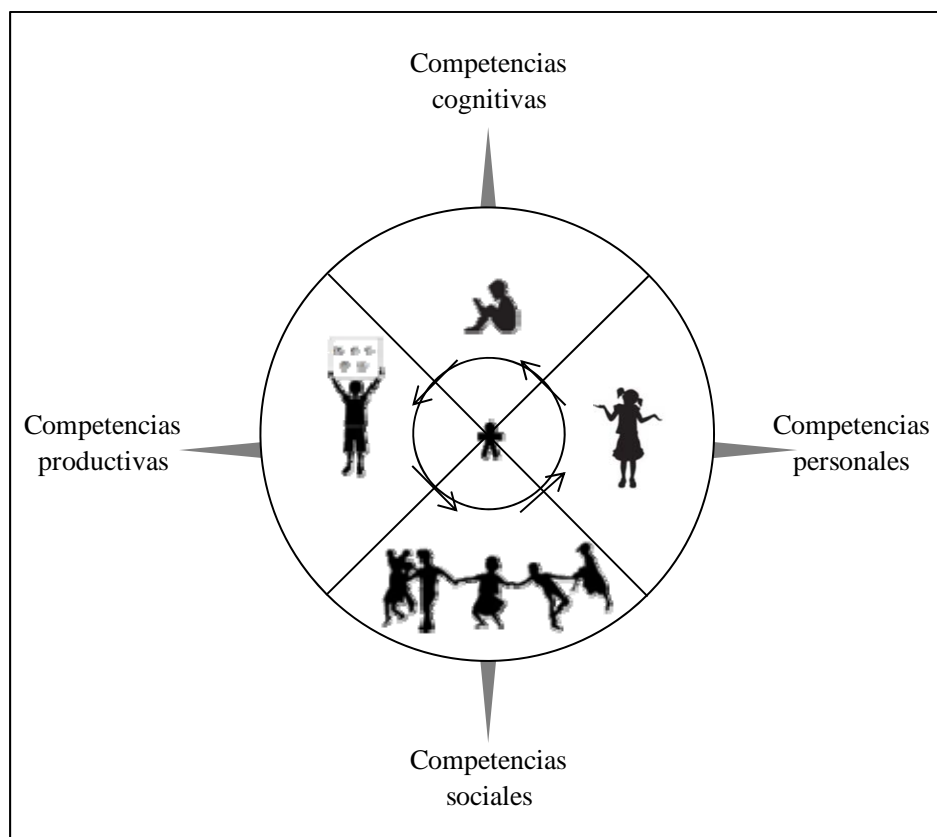 Competencias
cognitivas
Competencias
productivas
Competencias
personales
Competencias
sociales